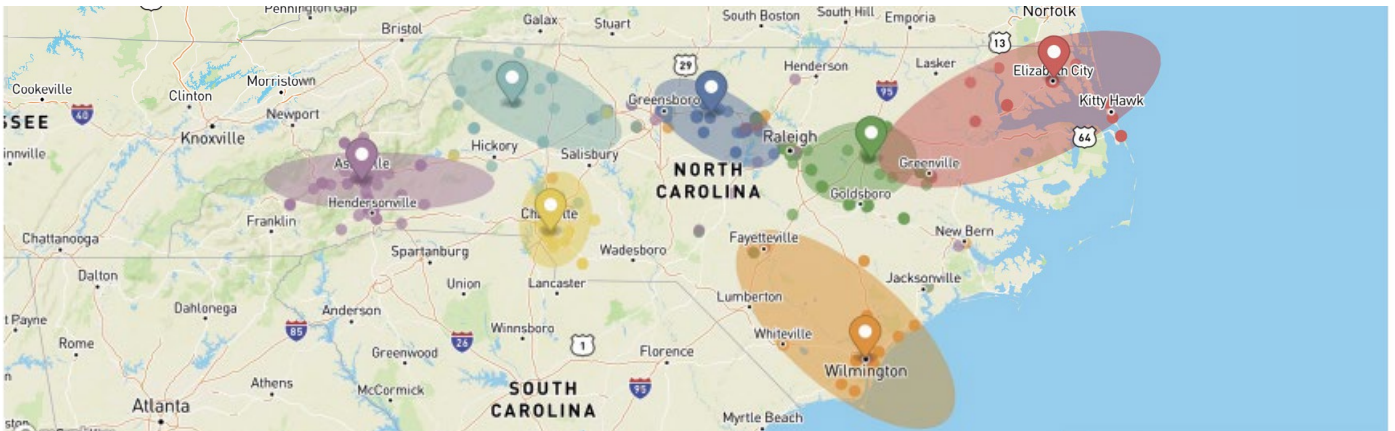 Pennington Gap
Bristol
Galax
Stuart
South Boston
South Hill
Emporia
Norfolk
13
Cookeville
Morristown
Clinton
29
Henderson
Lasker
Elizabeth City
40
Newport
Greensboro
95
Kitty Hawk
SSEE
Knoxville
Raleigh
64
innville
Hickory
Salisbury
Asheville
NORTH
CAROLINA
Greenville
Goldsboro
Hendersonville
Franklin
Charlotte
Chattanooga
Spartanburg
Wadesboro
Fayetteville
New Bern
Dalton
Union
Lancaster
Jacksonville
Lumberton
Dahlonega
Anderson
t Payne
85
Winnsboro
Whiteville
Rome
26
1
Greenwood
Florence
Wilmington
Athens
McCormick
SOUTH
CAROLINA
95
Atlanta
Myrtle Beach